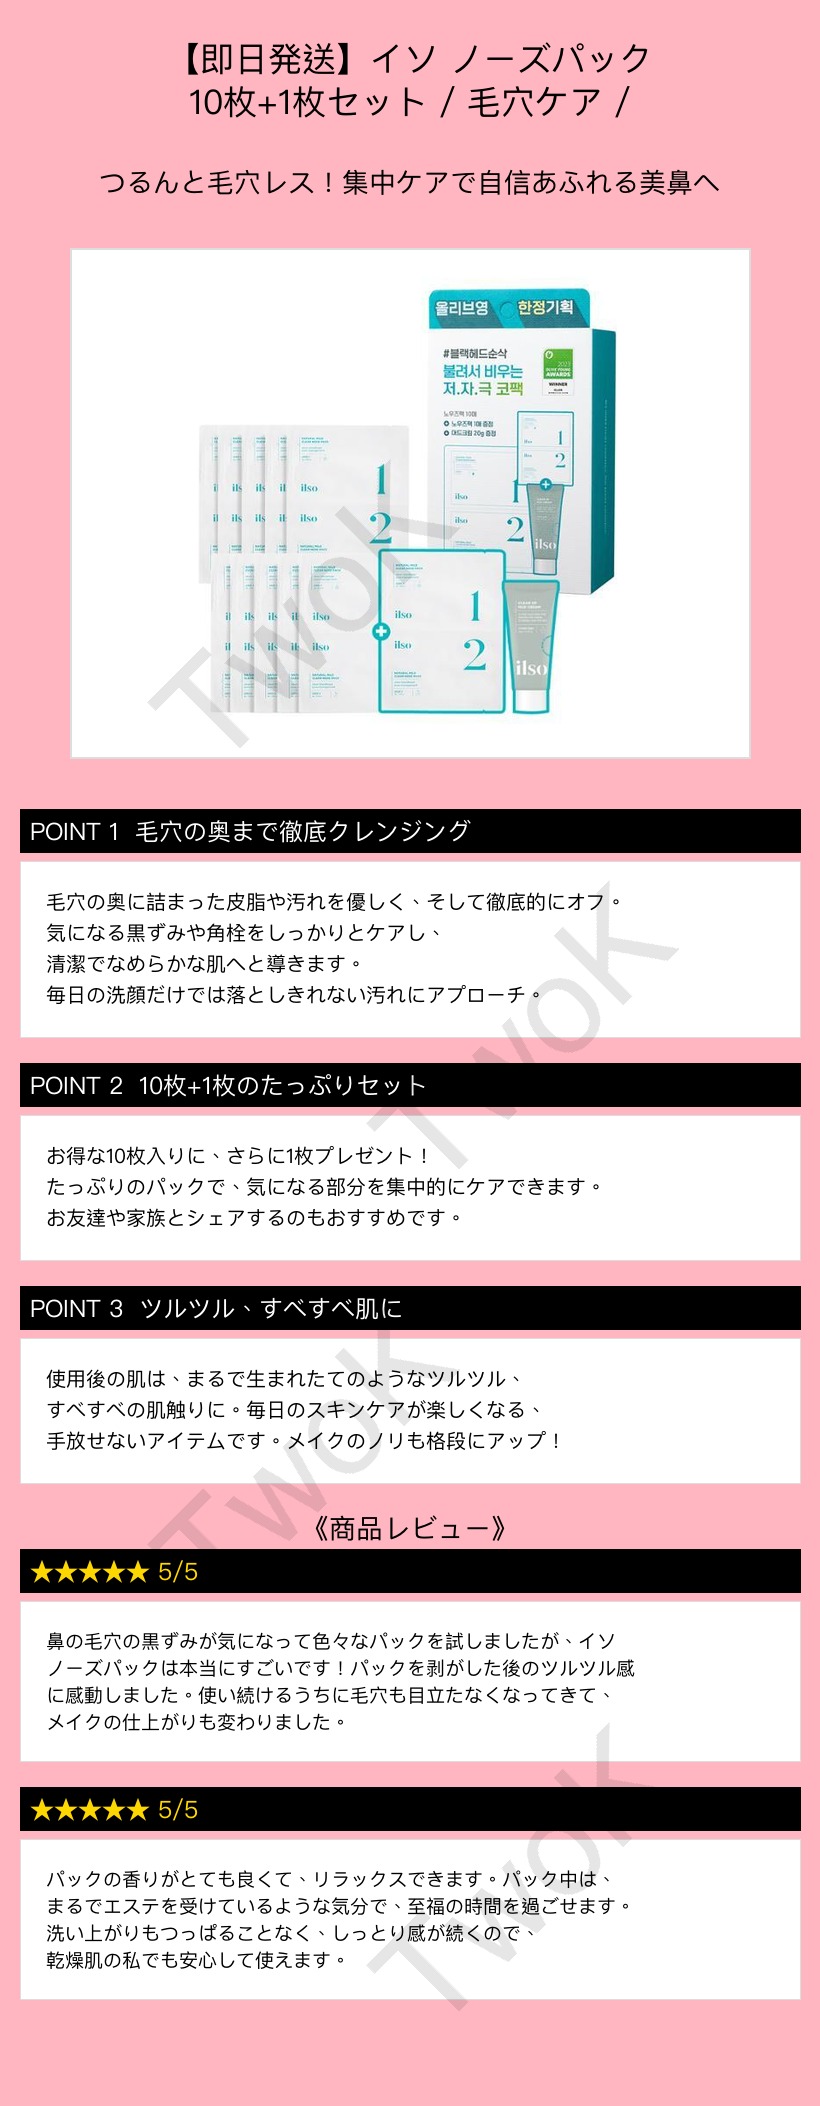 【即日発送】イソ ノーズパック
10枚+1枚セット / 毛穴ケア /
つるんと毛穴レス！集中ケアで自信あふれる美鼻へ
올리브영 한정기획
#블랙헤드순삭
불려서 비우는
저.자.극 코팩
2023
OLIVE YOUNG
AWARDS
WINNER
노우즈팩 10매
노우즈팩 1매 증정
머드크림 20g 증정
ilso 1
ilso 2
ilso
ilso 1
ilso 2
ilso 1
ilso 2
ilso
ilso
ilso 1
ilso 2
ilso
TwoK
POINT 1 毛穴の奥まで徹底クレンジング
毛穴の奥に詰まった皮脂や汚れを優しく、そして徹底的にオフ。
気になる黒ずみや角栓をしっかりとケアし、
清潔でなめらかな肌へと導きます。
毎日の洗顔だけでは落としきれない汚れにアプローチ。
TwoK
POINT 2 10枚+1枚のたっぷりセット
お得な10枚入りに、さらに1枚プレゼント！
たっぷりのパックで、気になる部分を集中的にケアできます。
お友達や家族とシェアするのもおすすめです。
POINT 3 ツルツル、すべすべ肌に
使用後の肌は、まるで生まれたてのようなツルツル、
すべすべの肌触りに。毎日のスキンケアが楽しくなる、
手放せないアイテムです。メイクのノリも格段にアップ！
TwoK
《商品レビュー》
★★★★★ 5/5
鼻の毛穴の黒ずみが気になって色々なパックを試しましたが、イソ
ノーズパックは本当にすごいです！パックを剥がした後のツルツル感
に感動しました。使い続けるうちに毛穴も目立たなくなってきて、
メイクの仕上がりも変わりました。
★★★★★ 5/5
パックの香りがとても良くて、リラックスできます。パック中は、
まるでエステを受けているような気分で、至福の時間を過ごせます。
洗い上がりもつっぱることなく、しっとり感が続くので、
乾燥肌の私でも安心して使えます。
TwoK